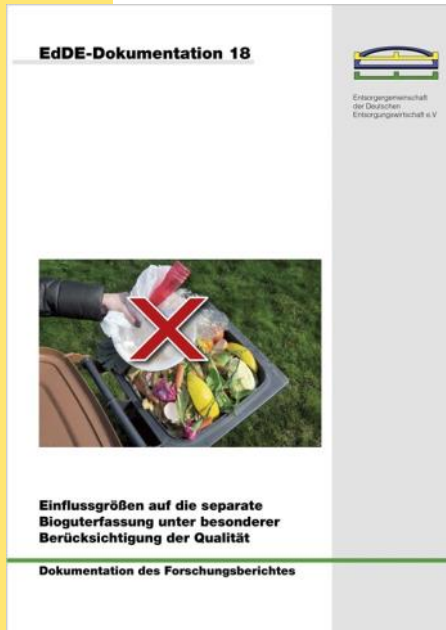 EdDE-Dokumentation 18
Entsorgergemeinschaft
der Deutschen
Entsorgungswirtschaft e.V
Einflussgrößen auf die separate
Bioguterfassung unter besonderer
Berücksichtigung der Qualität
Dokumentation des Forschungsberichtes